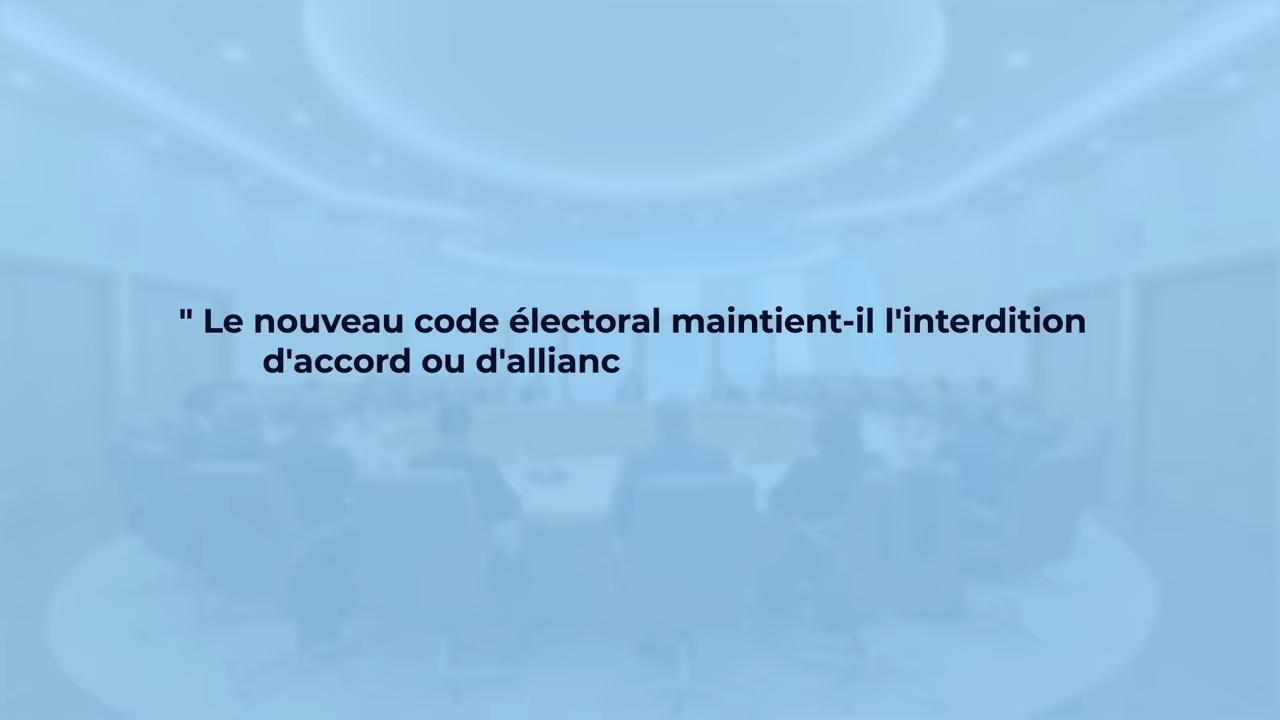 " Le nouveau code électoral maintient-il l'interdition
d'accord ou d'allianc